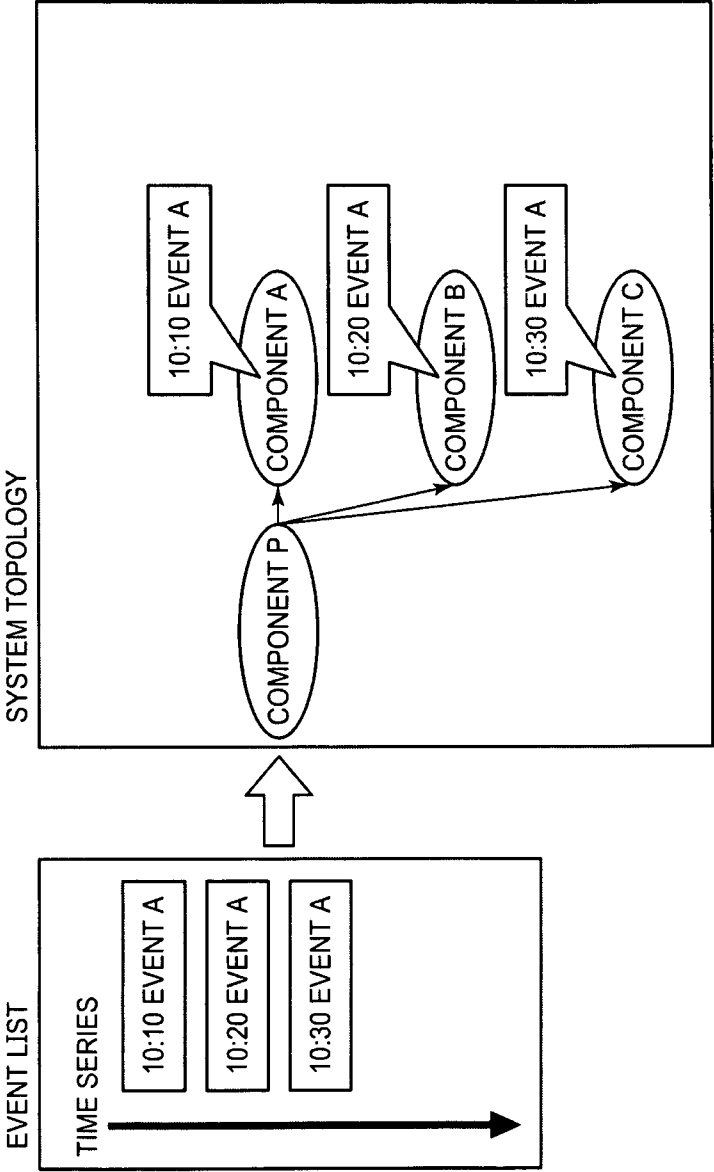 EVENT LIST
TIME SERIES
10:10 EVENT A
10:20 EVENT A
10:30 EVENT A
SYSTEM TOPOLOGY
COMPONENT P
10:10 EVENT A
COMPONENT A
10:20 EVENT A
COMPONENT B
10:30 EVENT A
COMPONENT C